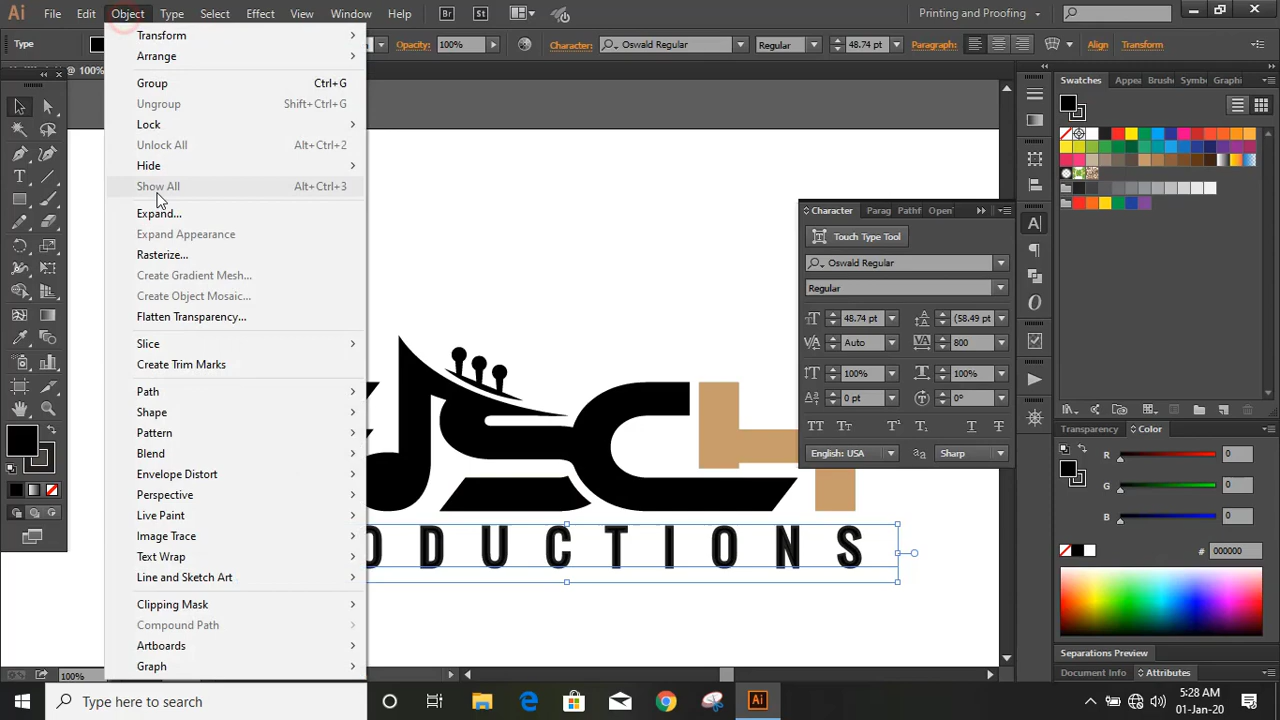 Ai File Edit Object Type Select Effect View Window Help Br St Printing and Proofing
Type Opacity: 100% Character: Oswald Regular Regular 48.74 pt Paragraph: Align Transform
@ 100%
Transform
Arrange
Group Ctrl+G
Ungroup Shift+Ctrl+G
Lock
Unlock All Alt+Ctrl+2
Hide
Show All Alt+Ctrl+3
Expand...
Expand Appearance
Rasterize...
Create Gradient Mesh...
Create Object Mosaic...
Flatten Transparency...
Slice
Create Trim Marks
Path
Shape
Pattern
Blend
Envelope Distort
Perspective
Live Paint
Image Trace
Text Wrap
Line and Sketch Art
Clipping Mask
Compound Path
Artboards
Graph
ODUCTIONS
Character Parag Pathf Open
Touch Type Tool
Oswald Regular
Regular
48.74 pt (58.49 pt
Auto 800
100% 100%
0 pt 0°
English: USA Sharp
Swatches Appea Brush Symb Graphi
Transparency Color
R 0
G 0
B 0
# 000000
Separations Preview
Document Info Attributes
100%
Type here to search
5:28 AM
01-Jan-20